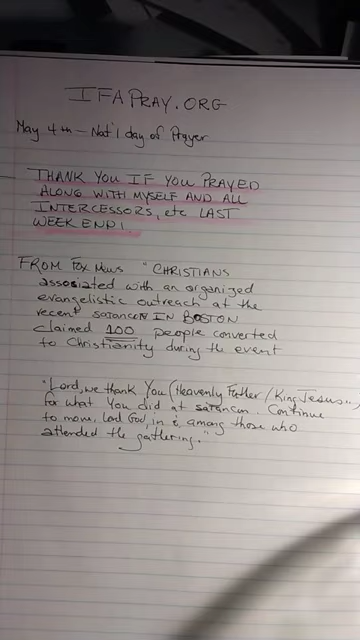 IFAPRAY.ORG
May 4th - Nat'l day of Prayer
THANK YOU IF YOU PRAYED
ALONG WITH MYSELF AND ALL
INTERCESSORS, etc LAST
WEEKEND!
FROM Fox News "CHRISTIANS
associated with an organized
evangelistic outreach at the
recent satancon IN BOSTON
claimed 100 people converted
to Christianity during the event
"Lord, we thank You (Heavenly Father / King Jesus
for what You did at satancon. Continue
to move, Lord God, in & among those who
attended the gathering."